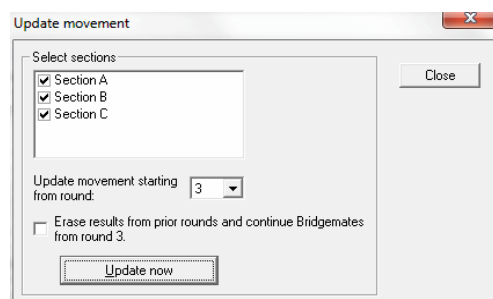 Update movement
Select sections
Section A
Section B
Section C
Close
Update movement starting
from round:
3
Erase results from prior rounds and continue Bridgemates
from round 3.
Update now